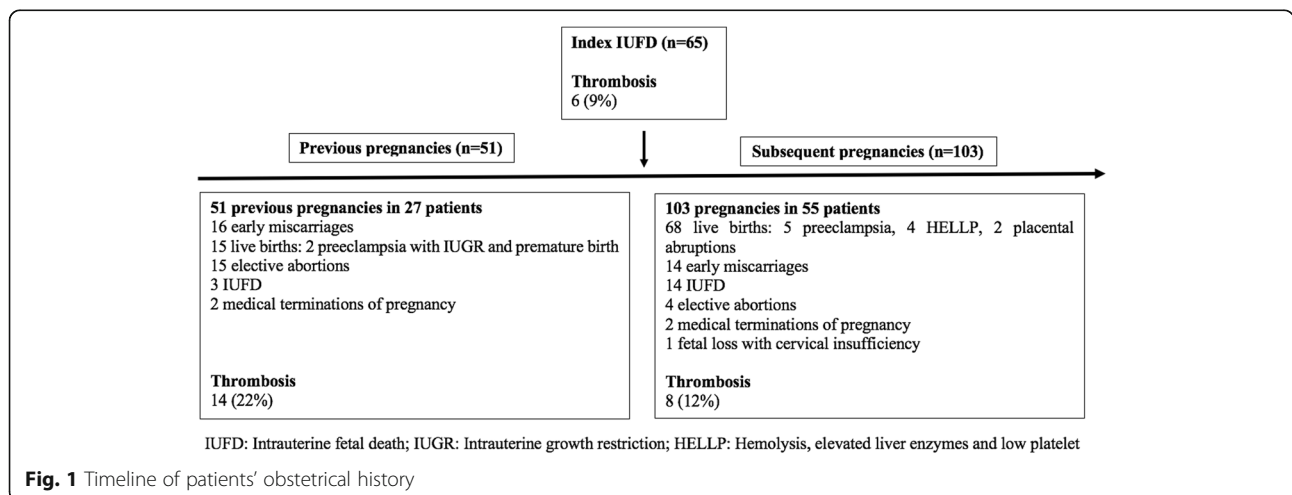 Index IUFD (n=65)
Thrombosis
6 (9%)
Previous pregnancies (n=51)
Subsequent pregnancies (n=103)
51 previous pregnancies in 27 patients
16 early miscarriages
15 live births: 2 preeclampsia with IUGR and premature birth
15 elective abortions
3 IUFD
2 medical terminations of pregnancy
Thrombosis
14 (22%)
103 pregnancies in 55 patients
68 live births: 5 preeclampsia, 4 HELLP, 2 placental
abruptions
14 early miscarriages
14 IUFD
4 elective abortions
2 medical terminations of pregnancy
1 fetal loss with cervical insufficiency
Thrombosis
8 (12%)
IUFD: Intrauterine fetal death; IUGR: Intrauterine growth restriction; HELLP: Hemolysis, elevated liver enzymes and low platelet
Fig. 1 Timeline of patients' obstetrical history